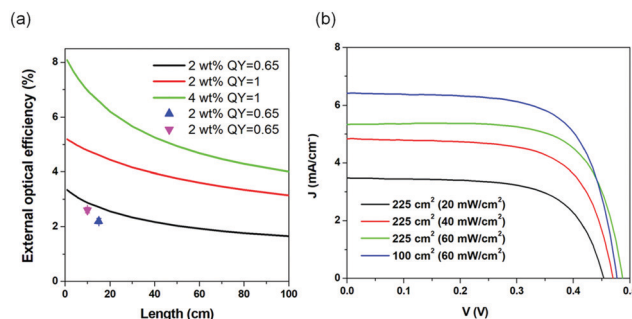 (a)
(b)
External optical efficiency (%)
8
6
4
2
0
2 wt% QY=0.65
2 wt% QY=1
4 wt% QY=1
2 wt% QY=0.65
2 wt% QY=0.65
0 20 40 60 80 100
Length (cm)
J (mA/cm²)
8
6
4
2
0
225 cm² (20 mW/cm²)
225 cm² (40 mW/cm²)
225 cm² (60 mW/cm²)
100 cm² (60 mW/cm²)
0.0 0.1 0.2 0.3 0.4 0.5
V (V)